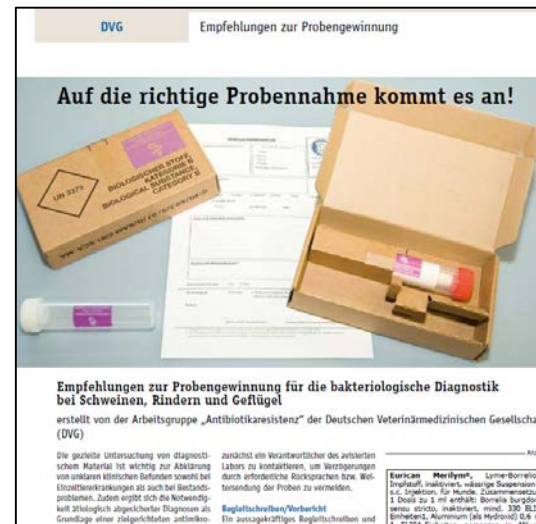 DVG Empfehlungen zur Probengewinnung
Auf die richtige Probennahme kommt es an!
UN 3373
BIOLOGISCHER STOFF,
KATEGORIE B
BIOLOGICAL SUBSTANCE,
CATEGORY B
Empfehlungen zur Probengewinnung für die bakteriologische Diagnostik
bei Schweinen, Rindern und Geflügel
erstellt von der Arbeitsgruppe „Antibiotikaresistenz“ der Deutschen Veterinärmedizinischen Gesellscha
(DVG)
Die gezielte Untersuchung von diagnosti-
schem Material ist wichtig zur Abklärung
von unklaren klinischen Befunden sowohl bei
Einzeltiererkrankungen als auch bei Bestands-
problemen. Zudem ergibt sich die Notwendig-
keit ätiologisch abgesicherter Diagnosen als
Grundlage einer zielgerichteten antimikro-
zunächst ein Verantwortlicher des avisierten
Labors zu kontaktieren, um Verzögerungen
durch erforderliche Rücksprachen bzw. Wei-
tersendung der Proben zu vermeiden.
Begleitschreiben/Vorbericht
Ein aussagekräftiges Begleitschreiben und
Eurican Merilym®, Lyme-Borrelio
Impfstoff, inaktiviert, wässrige Suspension
s.c. Injektion, für Hunde. Zusammensetzu
1 Dosis zu 1 ml enthält: Borrelia burgdor
sensu stricto, inaktiviert, mind. 330 ELI
Einheiten1, Aluminium (als Hydroxid) 0,6